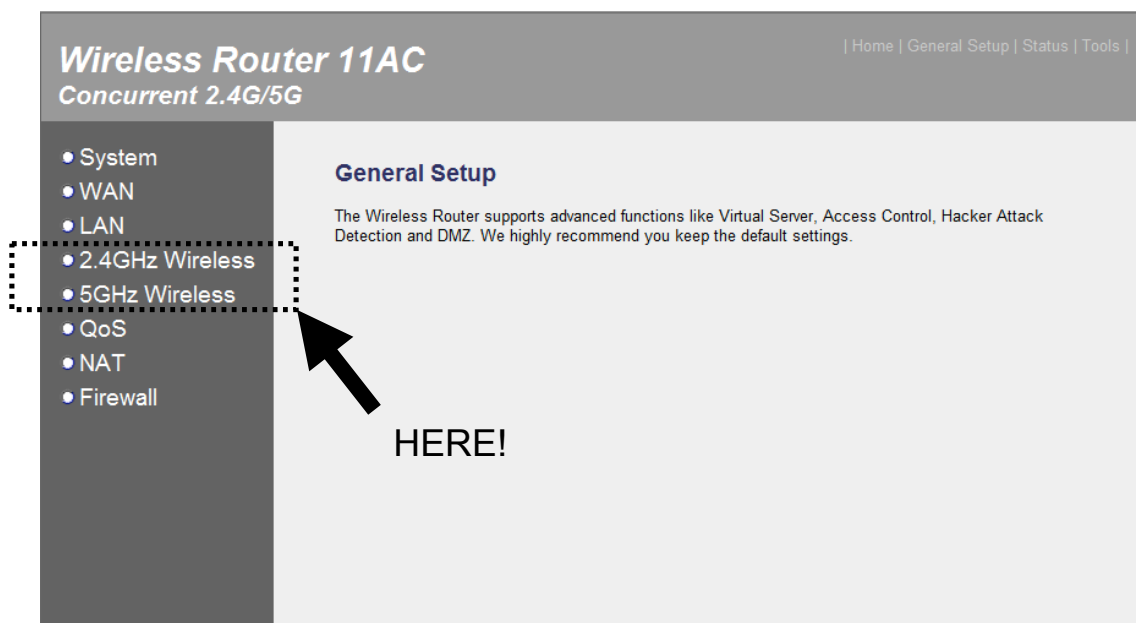 Wireless Router 11AC
Concurrent 2.4G/5G
| Home | General Setup | Status | Tools |
System
WAN
LAN
2.4GHz Wireless
5GHz Wireless
QoS
NAT
Firewall
General Setup
The Wireless Router supports advanced functions like Virtual Server, Access Control, Hacker Attack
Detection and DMZ. We highly recommend you keep the default settings.
HERE!